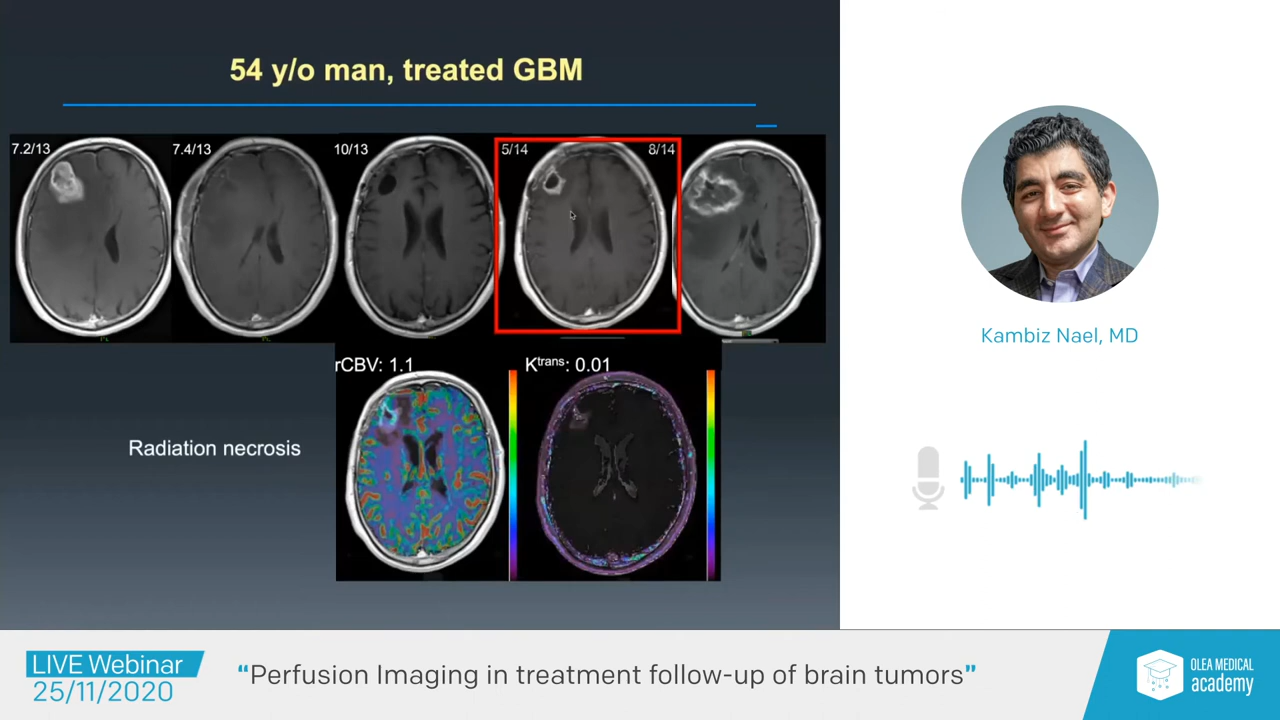 54 y/o man, treated GBM
7.2/13
7.4/13
10/13
5/14
8/14
rCBV: 1.1
Ktrans: 0.01
Radiation necrosis
Kambiz Nael, MD
LIVE Webinar
25/11/2020
“Perfusion Imaging in treatment follow-up of brain tumors”
OLEA MEDICAL
academy